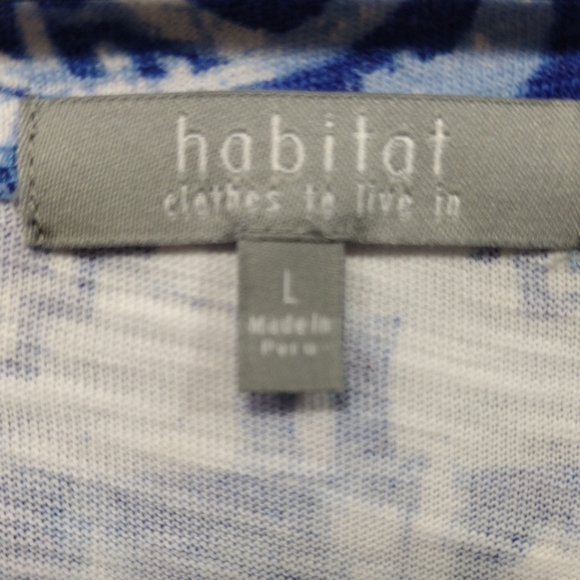 habitat
clothes to live in
L
Made in
Peru